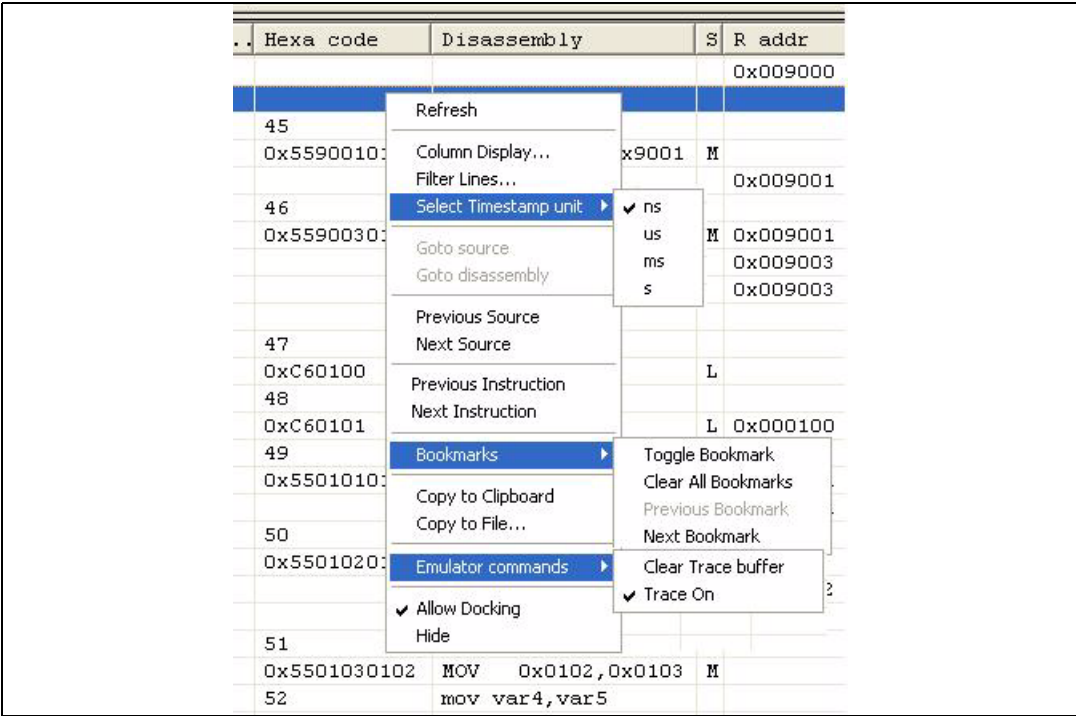 .. Hexa code Disassembly S R addr
0x009000
Refresh
45
0x5590010 Column Display... x9001 M
Filter Lines... 0x009001
46 Select Timestamp unit ns
0x5590030 us M 0x009001
Goto source ms 0x009003
Goto disassembly s 0x009003
Previous Source
47 Next Source
0xC60100 L
Previous Instruction
48
Next Instruction
0xC60101 L 0x000100
49 Bookmarks Toggle Bookmark
0x5501010 Clear All Bookmarks
Copy to Clipboard
Previous Bookmark
Copy to File...
50 Next Bookmark
0x5501020 Emulator commands Clear Trace buffer
Trace On 2
Allow Docking
Hide
51
0x5501030102 MOV 0x0102,0x0103 M
52 mov var4,var5